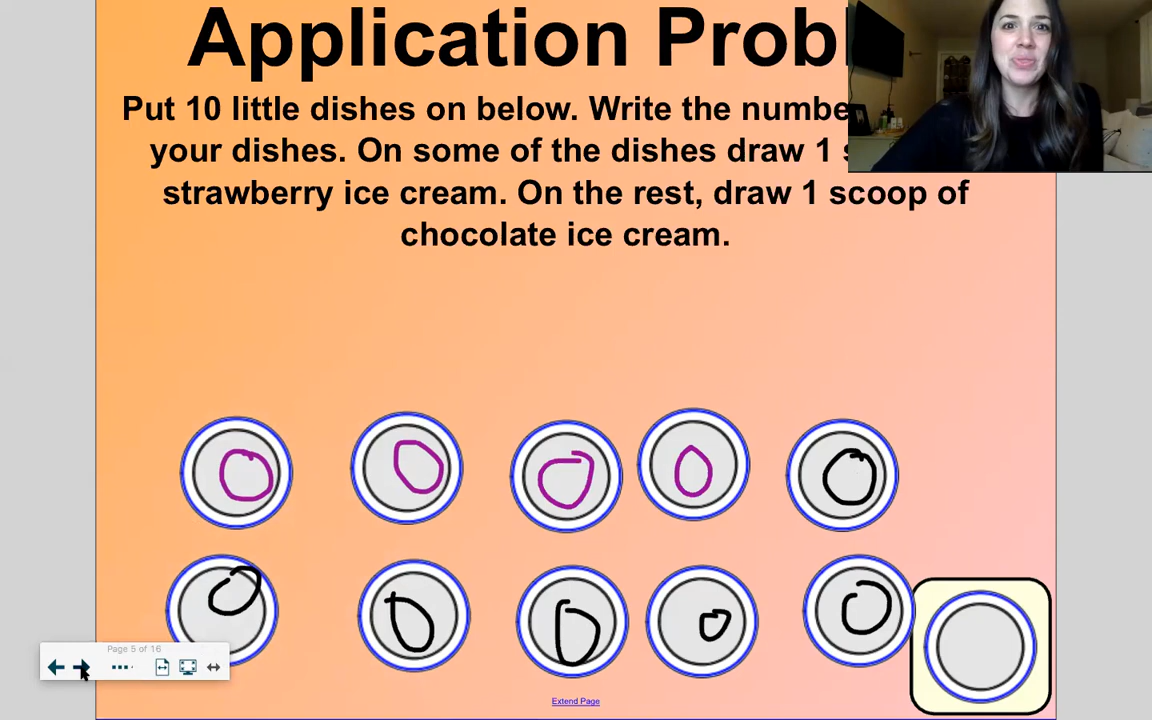 Application Prob
Put 10 little dishes on below. Write the numbe
your dishes. On some of the dishes draw 1 s
strawberry ice cream. On the rest, draw 1 scoop of
chocolate ice cream.
Page 5 of 16
Extend Page